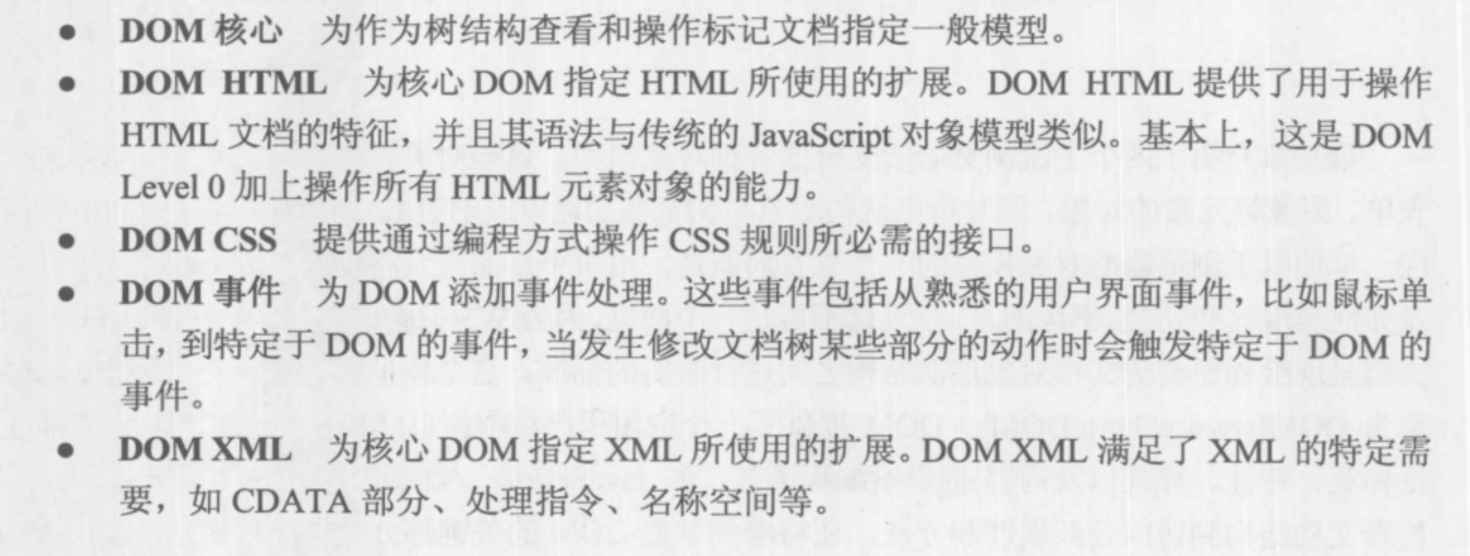 ● DOM 核心 为作为树结构查看和操作标记文档指定一般模型。
● DOM HTML 为核心 DOM 指定 HTML 所使用的扩展。DOM HTML 提供了用于操作
HTML 文档的特征，并且其语法与传统的 JavaScript 对象模型类似。基本上，这是 DOM
Level 0 加上操作所有 HTML 元素对象的能力。
● DOM CSS 提供通过编程方式操作 CSS 规则所必需的接口。
● DOM 事件 为 DOM 添加事件处理。这些事件包括从熟悉的用户界面事件，比如鼠标单
击，到特定于 DOM 的事件，当发生修改文档树某些部分的动作时会触发特定于 DOM 的
事件。
● DOM XML 为核心 DOM 指定 XML 所使用的扩展。DOM XML 满足了 XML 的特定需
要，如 CDATA 部分、处理指令、名称空间等。